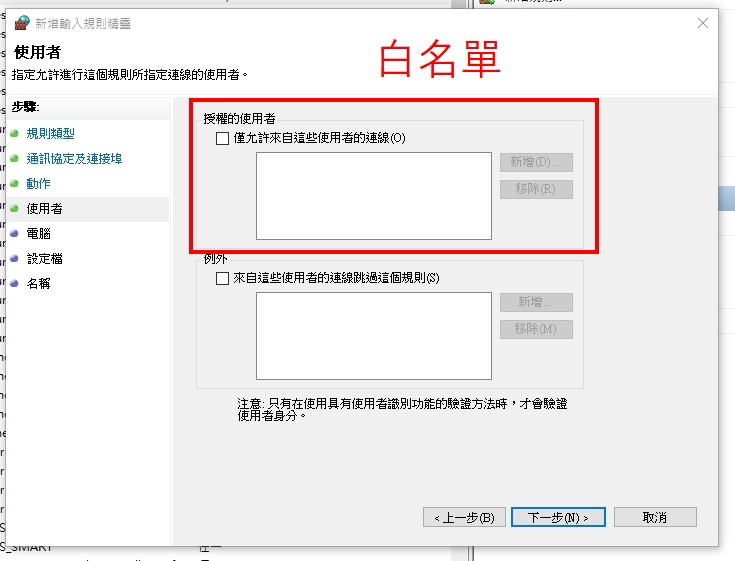 新增輸入規則精靈
使用者
指定允許進行這個規則所指定連線的使用者。
白名單
步驟:
規則類型
通訊協定及連接埠
動作
使用者
電腦
設定檔
名稱
授權的使用者
僅允許來自這些使用者的連線(O)
新增(D)...
移除(R)
例外
來自這些使用者的連線跳過這個規則(S)
新增...
移除(M)
注意: 只有在使用具有使用者識別功能的驗證方法時，才會驗證
使用者身分。
< 上一步(B)
下一步(N) >
取消